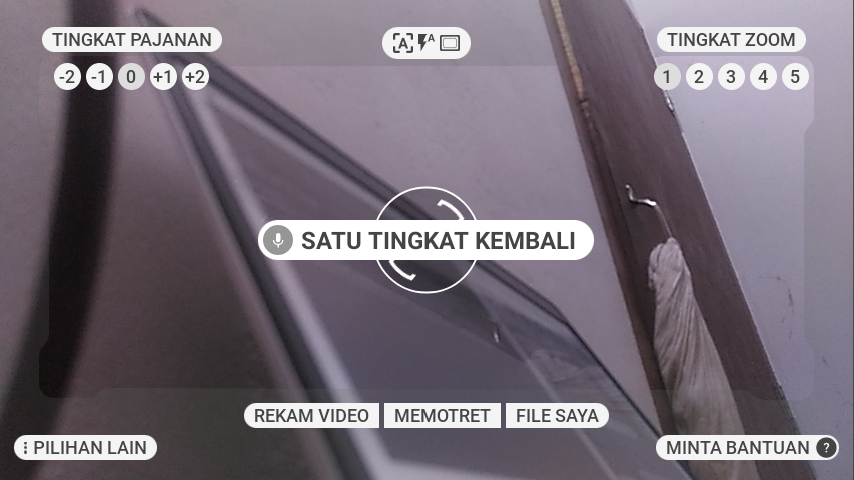 TINGKAT PAJANAN
-2 -1 0 +1 +2
A A
TINGKAT ZOOM
1 2 3 4 5
SATU TINGKAT KEMBALI
REKAM VIDEO MEMOTRET FILE SAYA
PILIHAN LAIN
MINTA BANTUAN ?